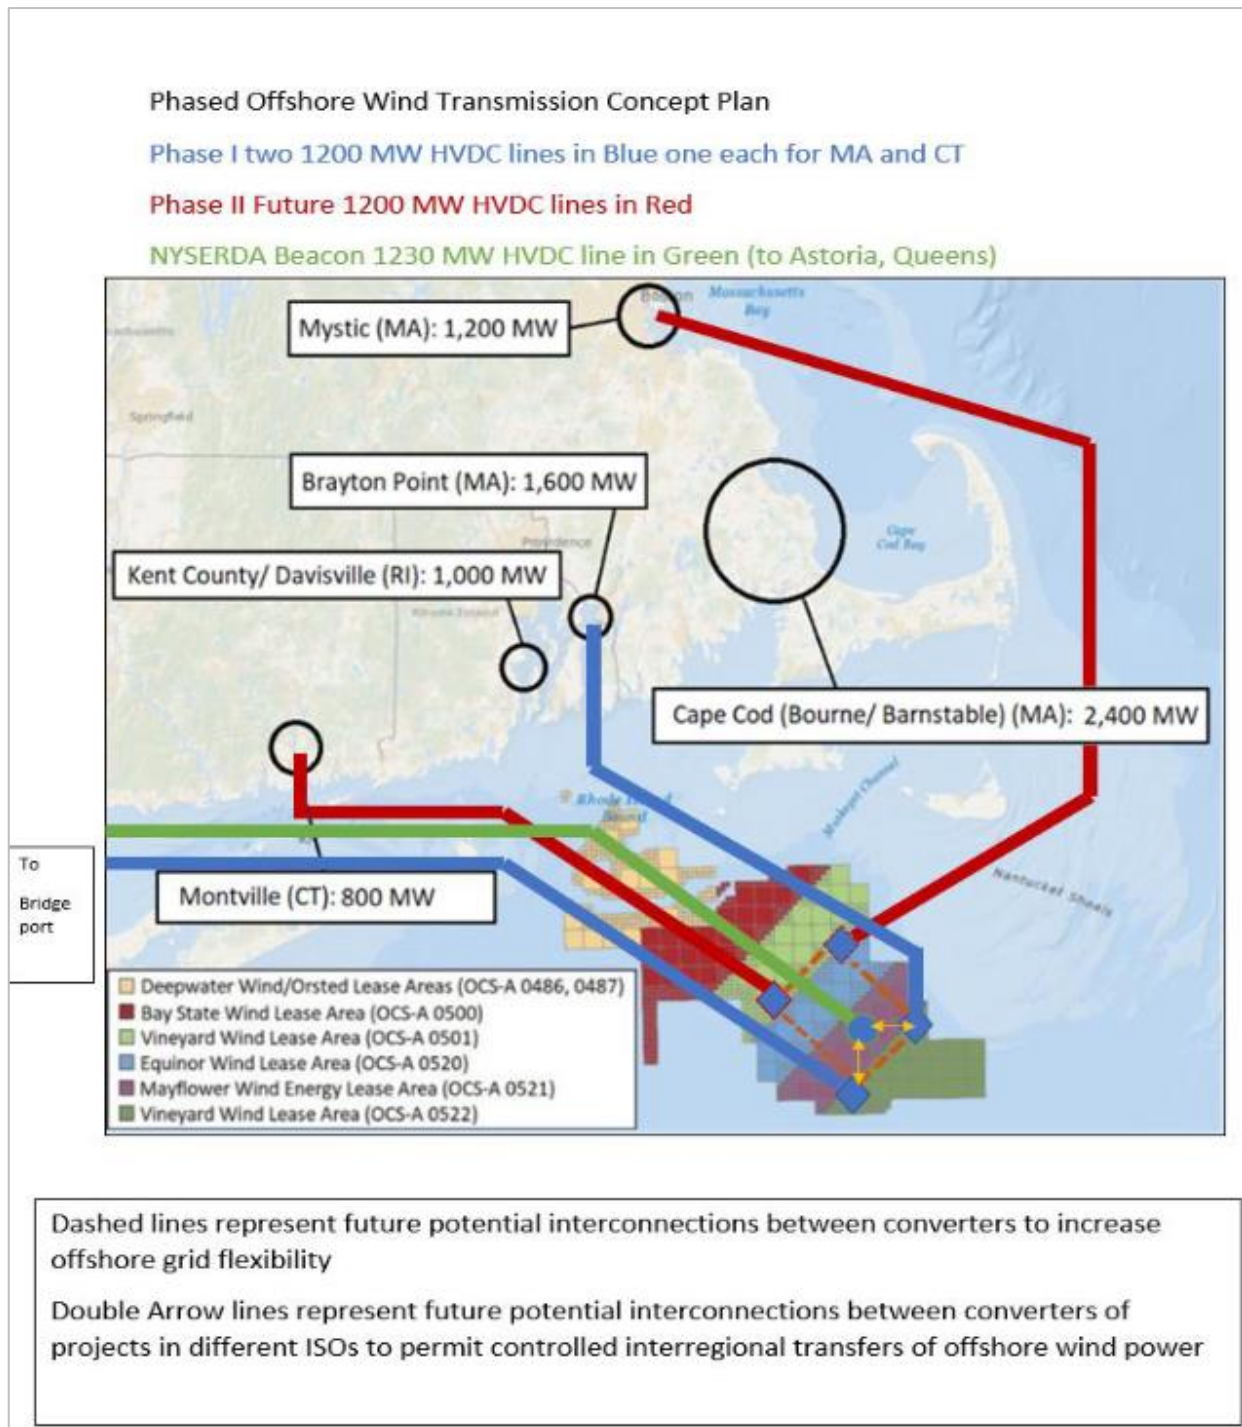 Phased Offshore Wind Transmission Concept Plan
Phase I two 1200 MW HVDC lines in Blue one each for MA and CT
Phase II Future 1200 MW HVDC lines in Red
NYSERDA Beacon 1230 MW HVDC line in Green (to Astoria, Queens)
Massachusetts
Bay
Mystic (MA): 1,200 MW
Springfield
Brayton Point (MA): 1,600 MW
Cape
Cod Bay
Providence
Kent County/ Davisville (RI): 1,000 MW
Rhode Island
Cape Cod (Bourne/ Barnstable) (MA): 2,400 MW
Muskeget Channel
Rhode Island
Sound
To
Bridge
port
Nantucket Shoals
Montville (CT): 800 MW
Deepwater Wind/Orsted Lease Areas (OCS-A 0486, 0487)
Bay State Wind Lease Area (OCS-A 0500)
Vineyard Wind Lease Area (OCS-A 0501)
Equinor Wind Lease Area (OCS-A 0520)
Mayflower Wind Energy Lease Area (OCS-A 0521)
Vineyard Wind Lease Area (OCS-A 0522)
Dashed lines represent future potential interconnections between converters to increase
offshore grid flexibility
Double Arrow lines represent future potential interconnections between converters of
projects in different ISOs to permit controlled interregional transfers of offshore wind power